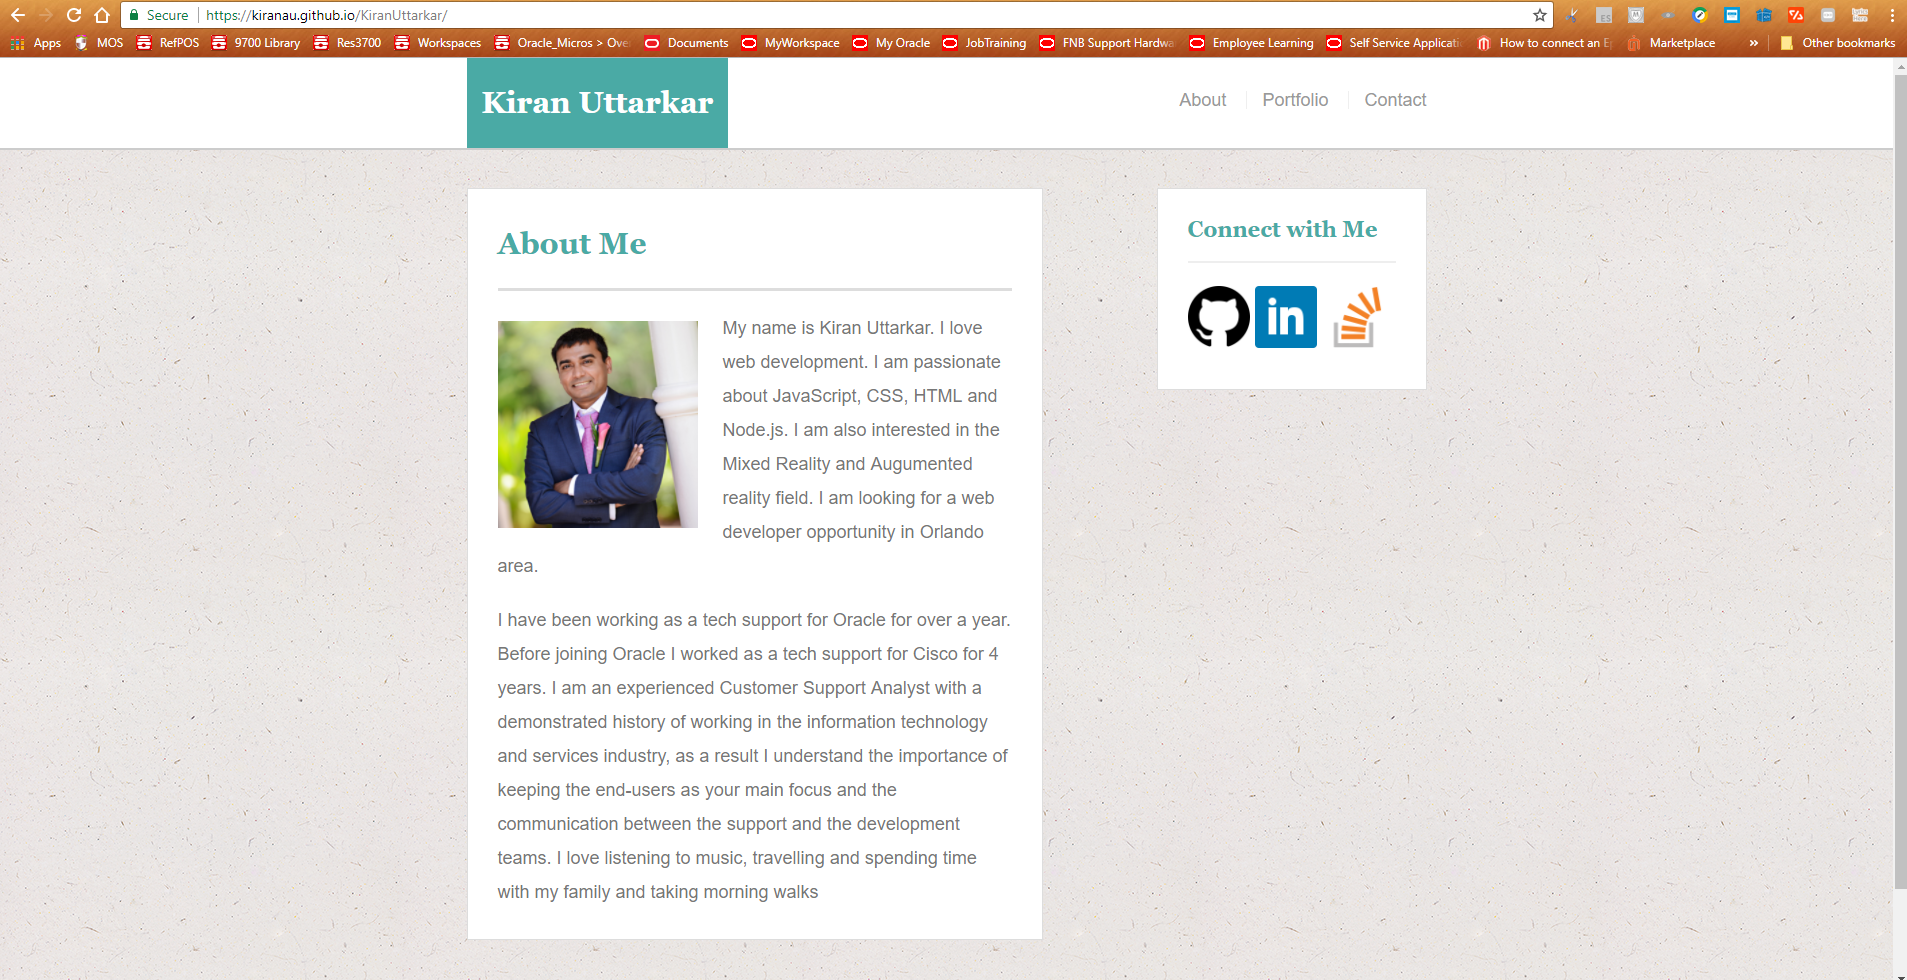 Secure https://kiranau.github.io/KiranUttarkar/
Apps MOS RefPOS 9700 Library Res3700 Workspaces Oracle_Micros > Ove Documents MyWorkspace My Oracle JobTraining FNB Support Hardwa Employee Learning Self Service Applicati How to connect an E Marketplace » Other bookmarks
Kiran Uttarkar
About Portfolio Contact
About Me
My name is Kiran Uttarkar. I love
web development. I am passionate
about JavaScript, CSS, HTML and
Node.js. I am also interested in the
Mixed Reality and Augumented
reality field. I am looking for a web
developer opportunity in Orlando
area.
I have been working as a tech support for Oracle for over a year.
Before joining Oracle I worked as a tech support for Cisco for 4
years. I am an experienced Customer Support Analyst with a
demonstrated history of working in the information technology
and services industry, as a result I understand the importance of
keeping the end-users as your main focus and the
communication between the support and the development
teams. I love listening to music, travelling and spending time
with my family and taking morning walks
Connect with Me
in